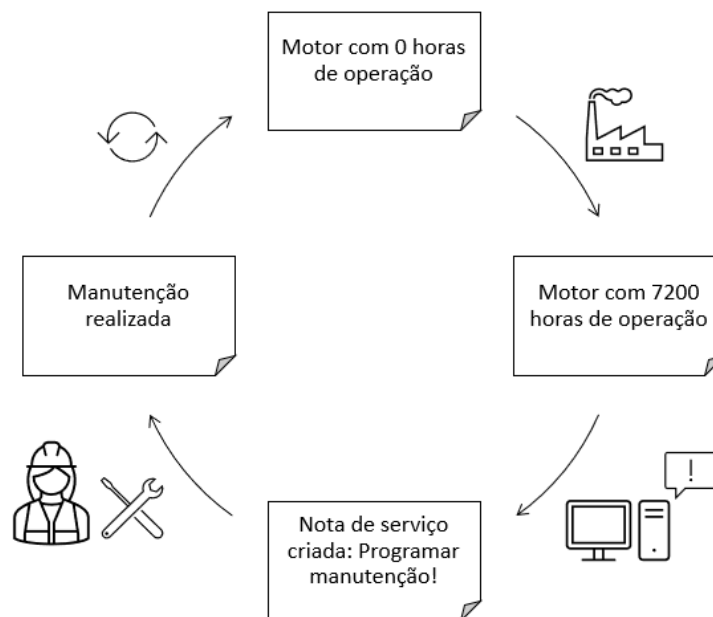 Motor com 0 horas
de operação
Manutenção
realizada
Motor com 7200
horas de operação
!
Nota de serviço
criada: Programar
manutenção!